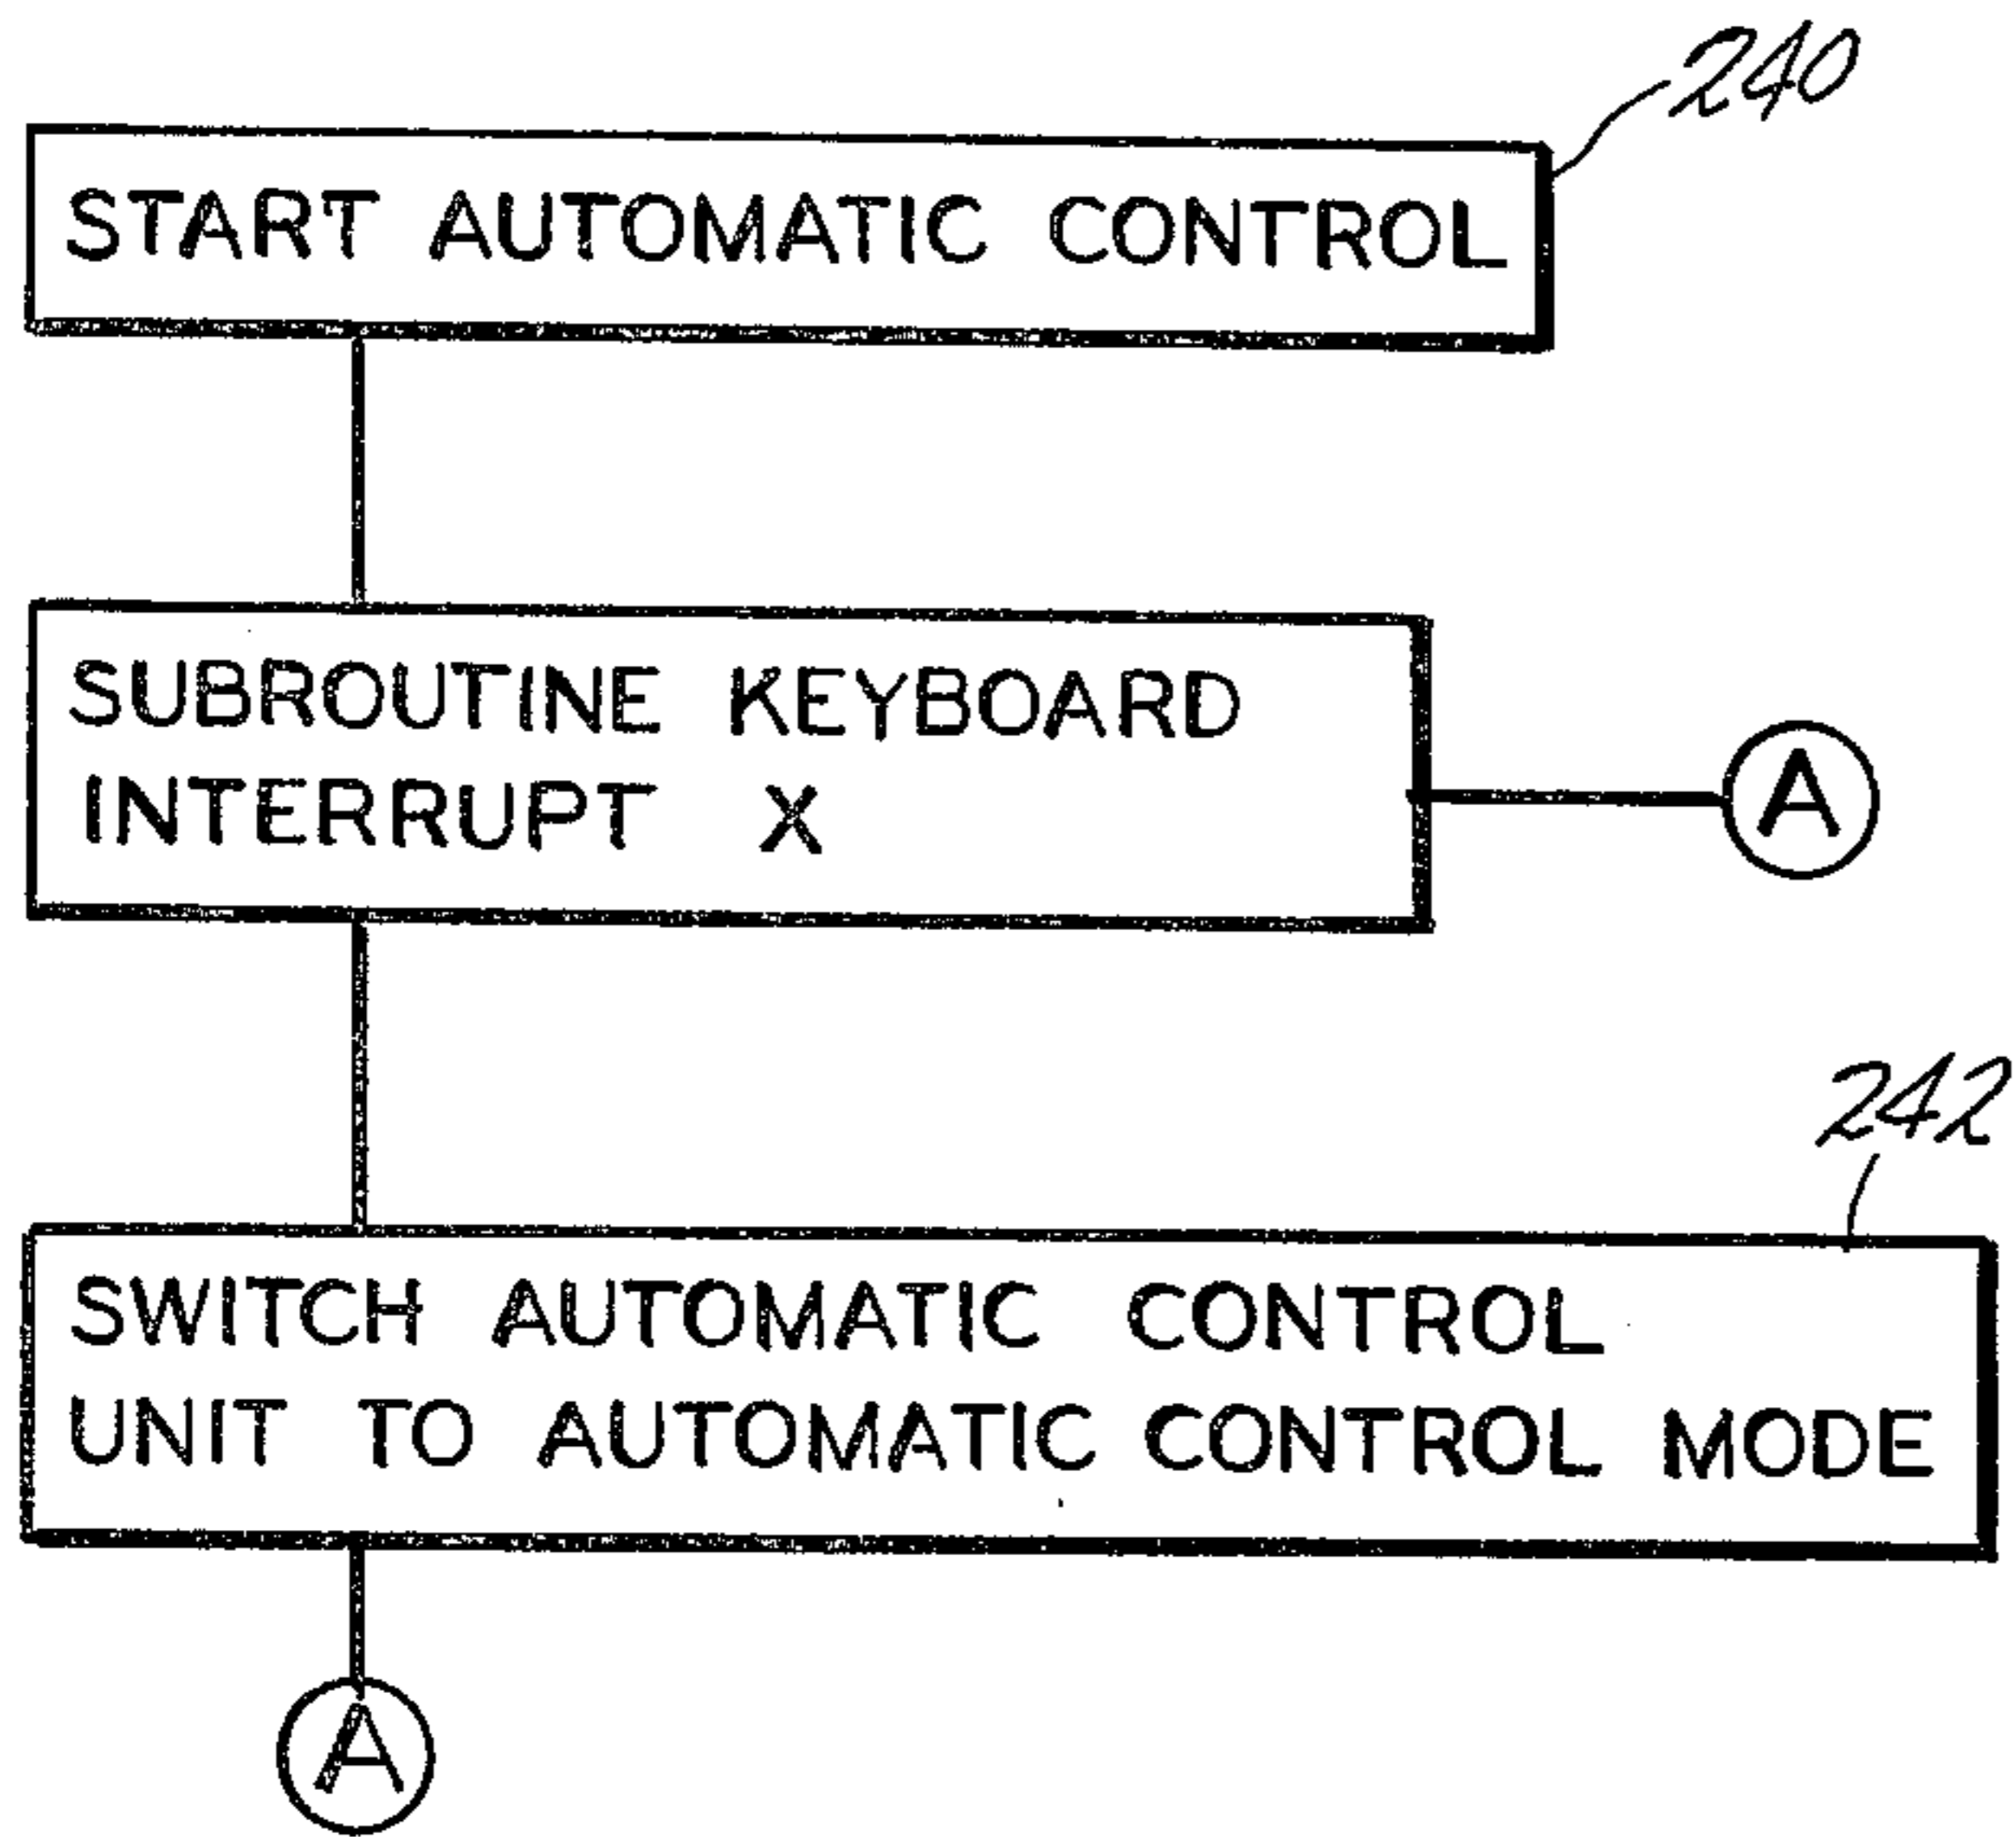 240
START AUTOMATIC CONTROL
SUBROUTINE KEYBOARD
INTERRUPT X
A
242
SWITCH AUTOMATIC CONTROL
UNIT TO AUTOMATIC CONTROL MODE
A